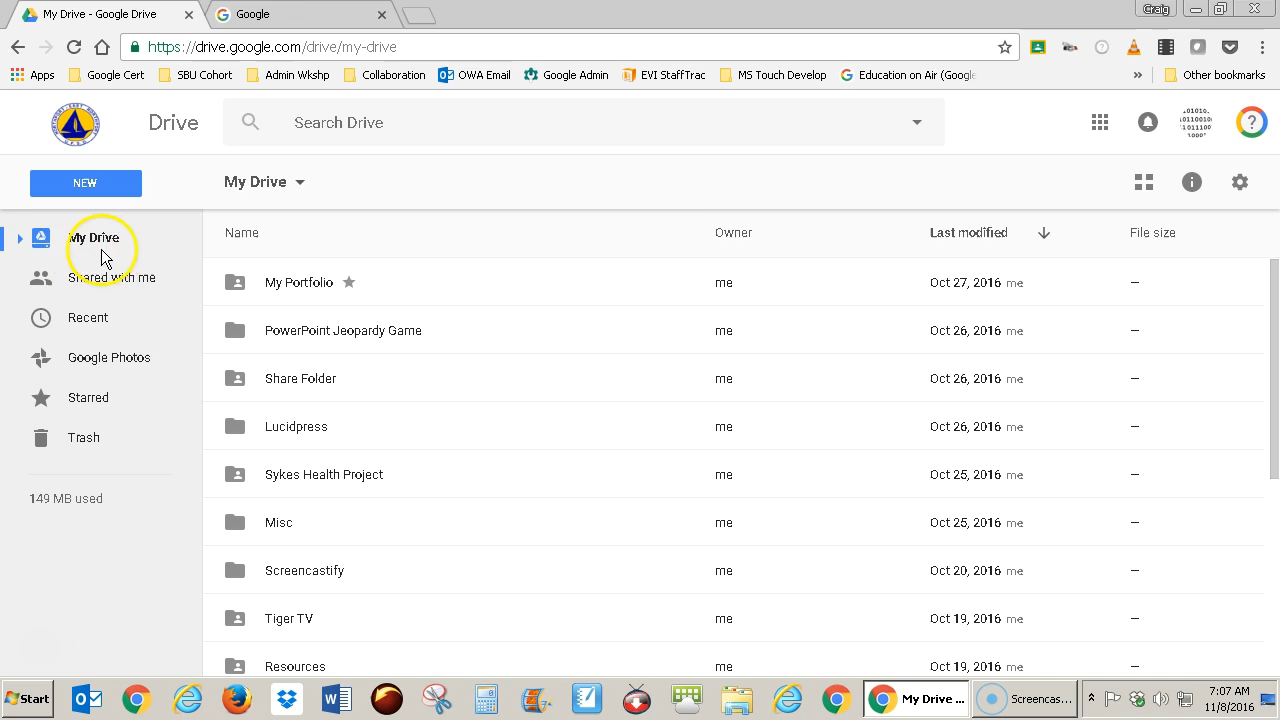 My Drive - Google Drive
Google
Craig
https://drive.google.com/drive/my-drive
Apps Google Cert SBU Cohort Admin Wkshp Collaboration OWA Email Google Admin EVI StaffTrac MS Touch Develop Education on Air (Google » Other bookmarks
Drive
Search Drive
NEW
My Drive
My Drive
Shared with me
Recent
Google Photos
Starred
Trash
149 MB used
Name Owner Last modified File size
My Portfolio me Oct 27, 2016 me —
PowerPoint Jeopardy Game me Oct 26, 2016 me —
Share Folder me Oct 26, 2016 me —
Lucidpress me Oct 26, 2016 me —
Sykes Health Project me Oct 25, 2016 me —
Misc me Oct 25, 2016 me —
Screencastify me Oct 20, 2016 me —
Tiger TV me Oct 19, 2016 me —
Resources me Oct 19, 2016 me —
Start
My Drive ...
Screencas...
7:07 AM
11/8/2016